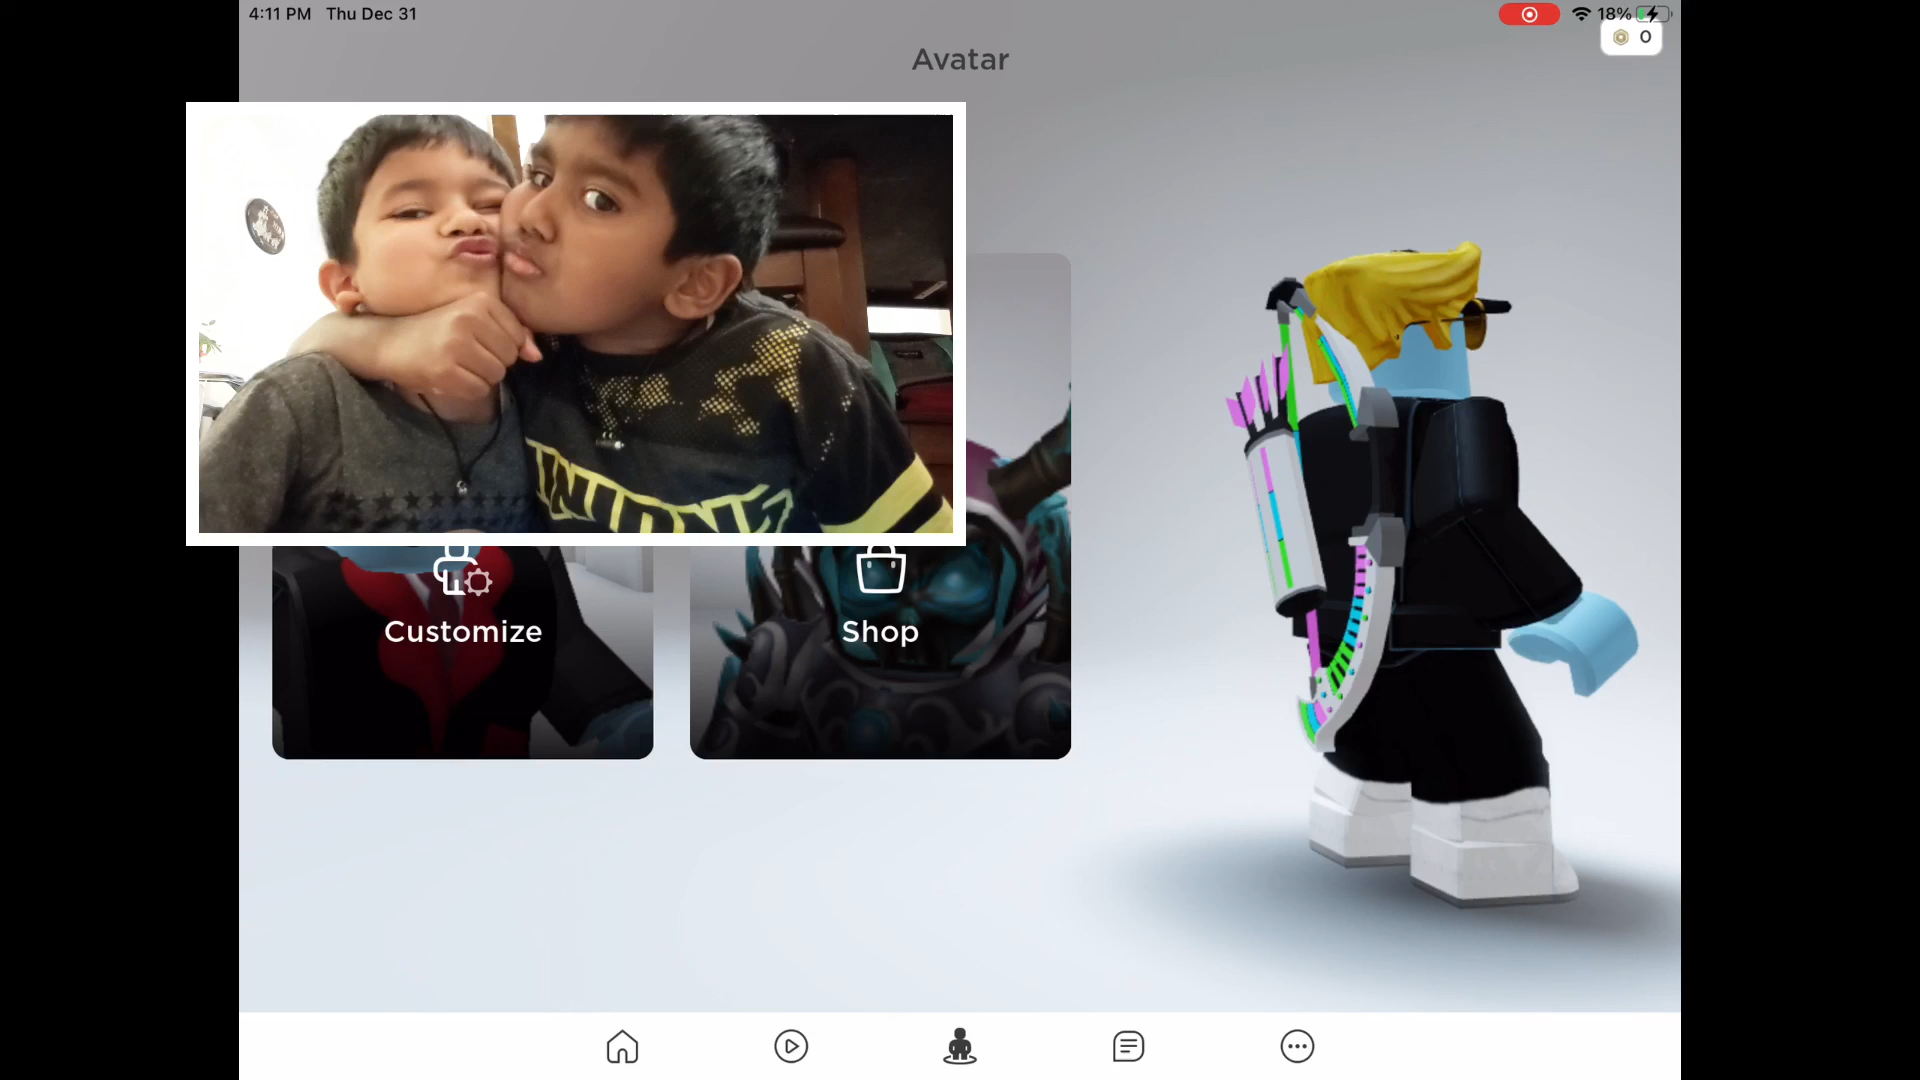 4:11 PM Thu Dec 31
18%
0
Avatar
Customize
Shop